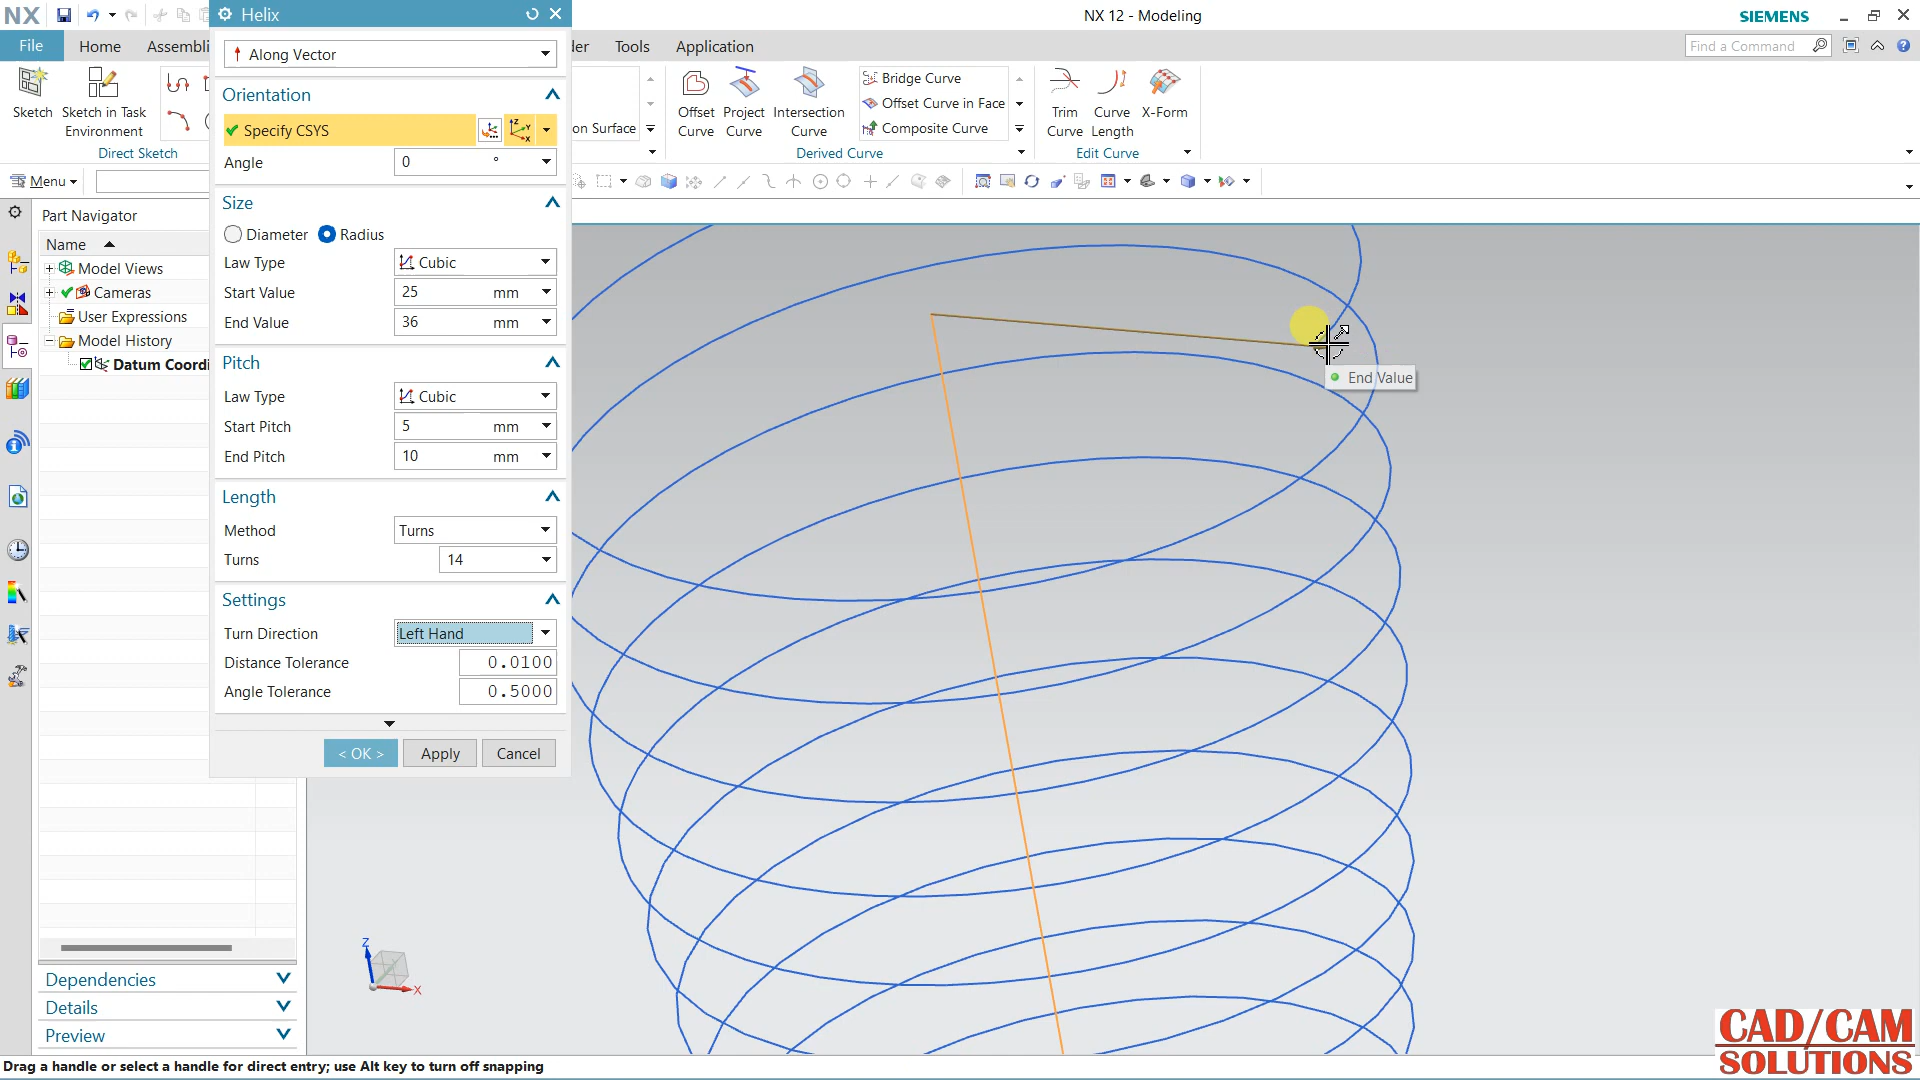 NX
Helix
NX 12 - Modeling
SIEMENS
File
Home
Assembli
der
Tools
Application
Find a Command
Along Vector
Sketch
Sketch in Task
Environment
Direct Sketch
on Surface
Offset
Curve
Project
Curve
Intersection
Curve
Bridge Curve
Offset Curve in Face
Composite Curve
Derived Curve
Trim
Curve
Curve
Length
X-Form
Edit Curve
Menu
Orientation
Specify CSYS
Angle
0
°
Size
Diameter
Radius
Law Type
Cubic
Start Value
25
mm
End Value
36
mm
Pitch
Law Type
Cubic
Start Pitch
5
mm
End Pitch
10
mm
Length
Method
Turns
Turns
14
Settings
Turn Direction
Left Hand
Distance Tolerance
0.0100
Angle Tolerance
0.5000
< OK >
Apply
Cancel
Part Navigator
Name
Model Views
Cameras
User Expressions
Model History
Datum Coordi
Dependencies
Details
Preview
End Value
Z
X
Drag a handle or select a handle for direct entry; use Alt key to turn off snapping
CAD/CAM
SOLUTIONS